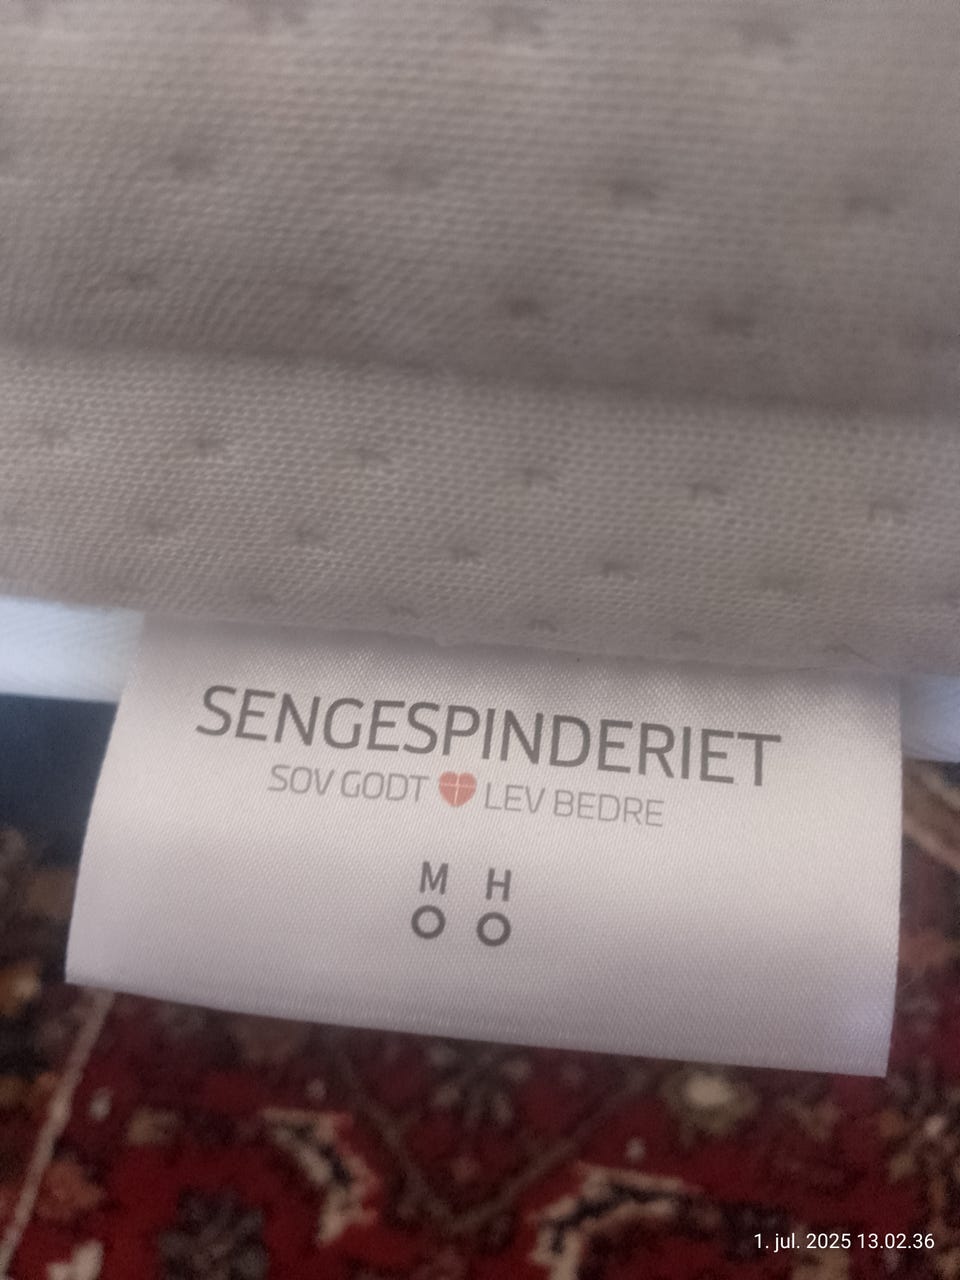 SENGESPINDERIET
SOV GODT ❤ LEV BEDRE
M H
O O
1. jul. 2025 13.02.36